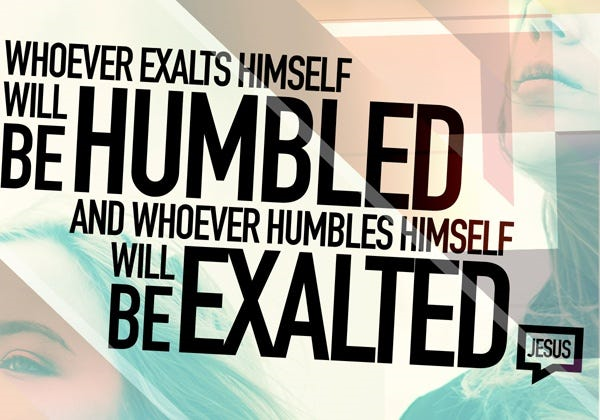 WHOEVER EXALTS HIMSELF
WILL
BE HUMBLED
AND WHOEVER HUMBLES HIMSELF
WILL
BE EXALTED
JESUS